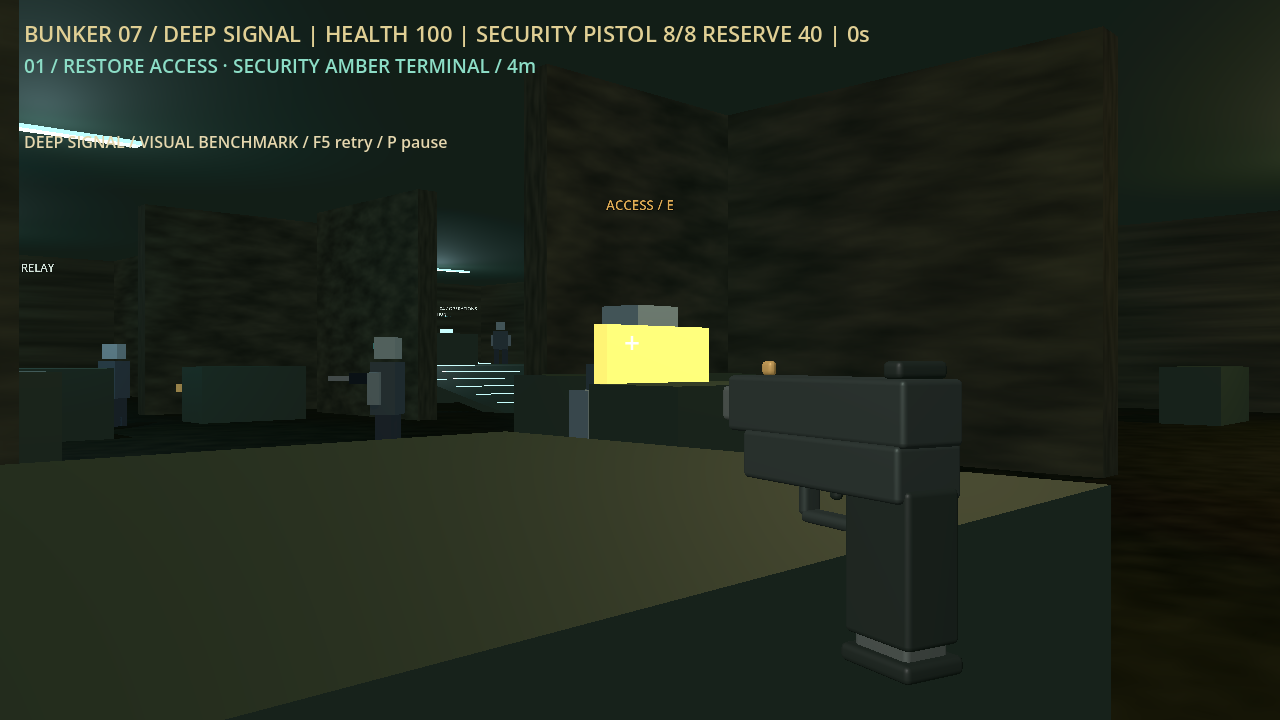 BUNKER 07 / DEEP SIGNAL | HEALTH 100 | SECURITY PISTOL 8/8 RESERVE 40 | 0s
01 / RESTORE ACCESS · SECURITY AMBER TERMINAL / 4m
DEEP SIGNAL / VISUAL BENCHMARK / F5 retry / P pause
ACCESS / E
RELAY